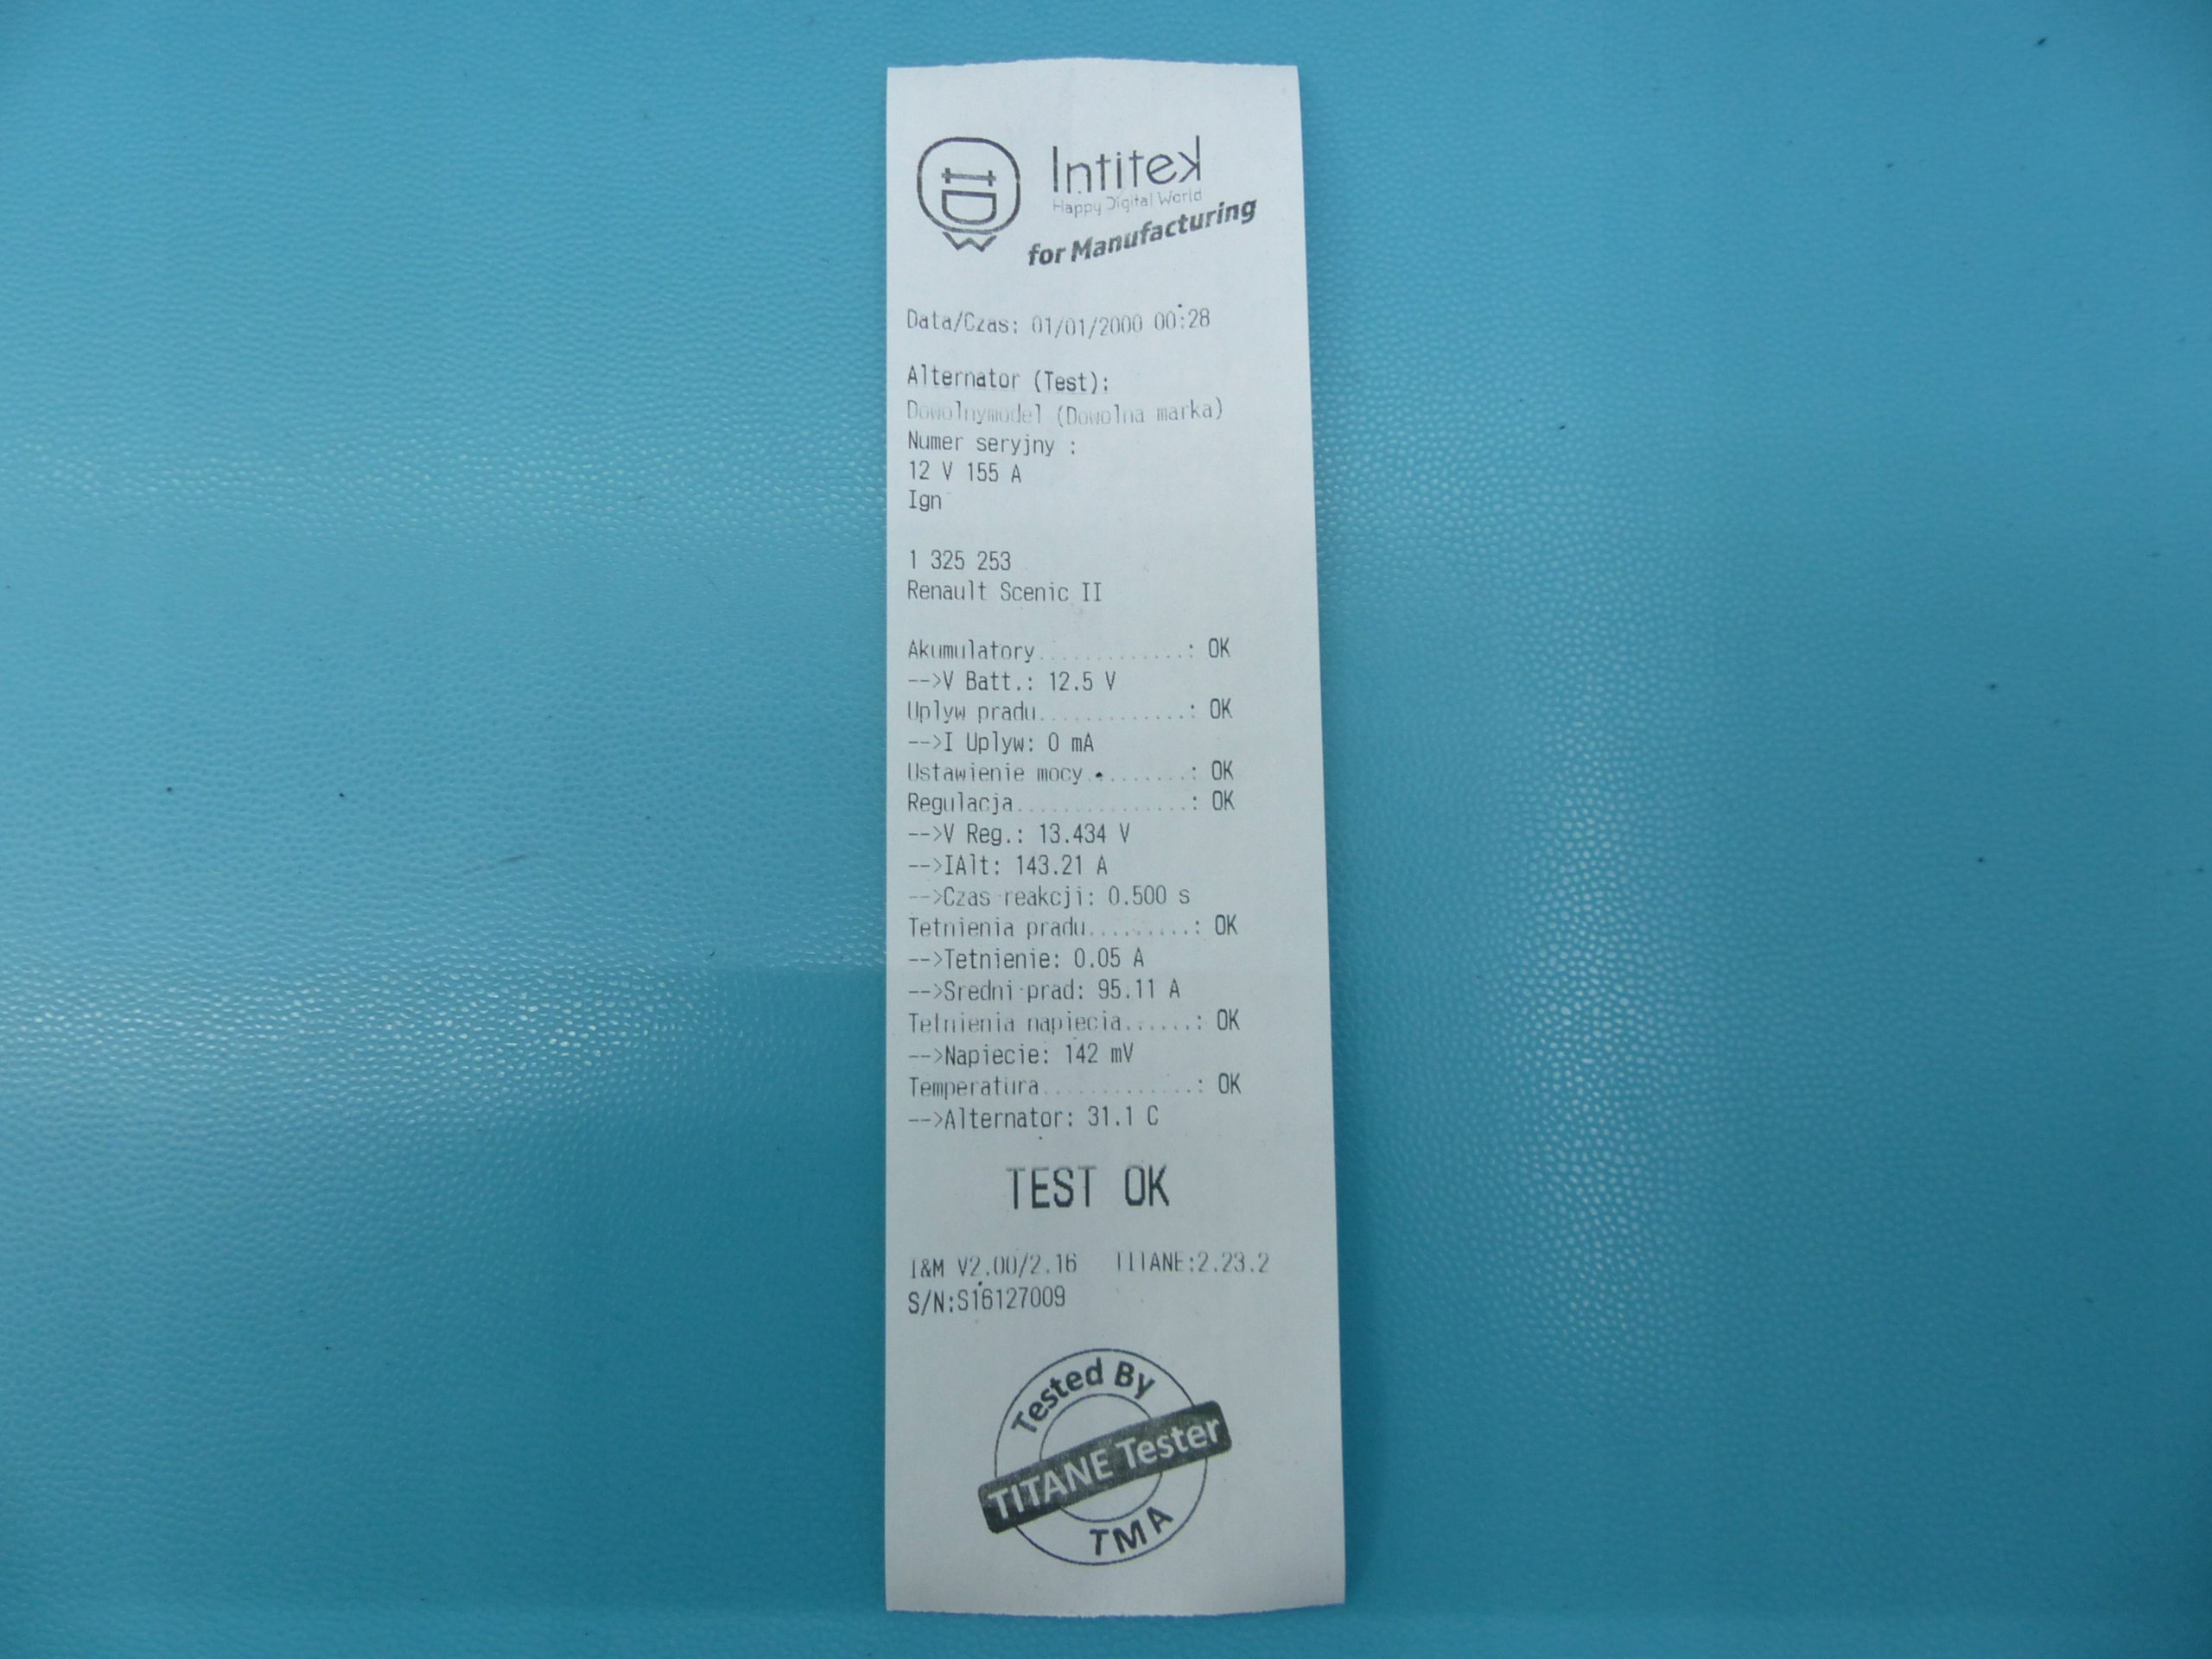 Intitek
Happy Digital World
for Manufacturing
Data/Czas: 01/01/2000 00:28
Alternator (Test):
Dowolnymodel (Dowolna marka)
Numer seryjny :
12 V 155 A
Ign
1 325 253
Renault Scenic II
Akumulatory.............: OK
-->V Batt.: 12.5 V
Uplyw pradu.............: OK
-->I Uplyw: 0 mA
Ustawienie mocy.........: OK
Regulacja...............: OK
-->V Reg.: 13.434 V
-->IAlt: 143.21 A
-->Czas reakcji: 0.500 s
Tetnienia pradu.........: OK
-->Tetnienie: 0.05 A
-->Sredni prad: 95.11 A
Tetnienia napiecia......: OK
-->Napiecie: 142 mV
Temperatura.............: OK
-->Alternator: 31.1 C
TEST OK
I&M V2.00/2.16 TITANE:2.23.2
S/N:S16127009
Tested By
TITANE Tester
TMA